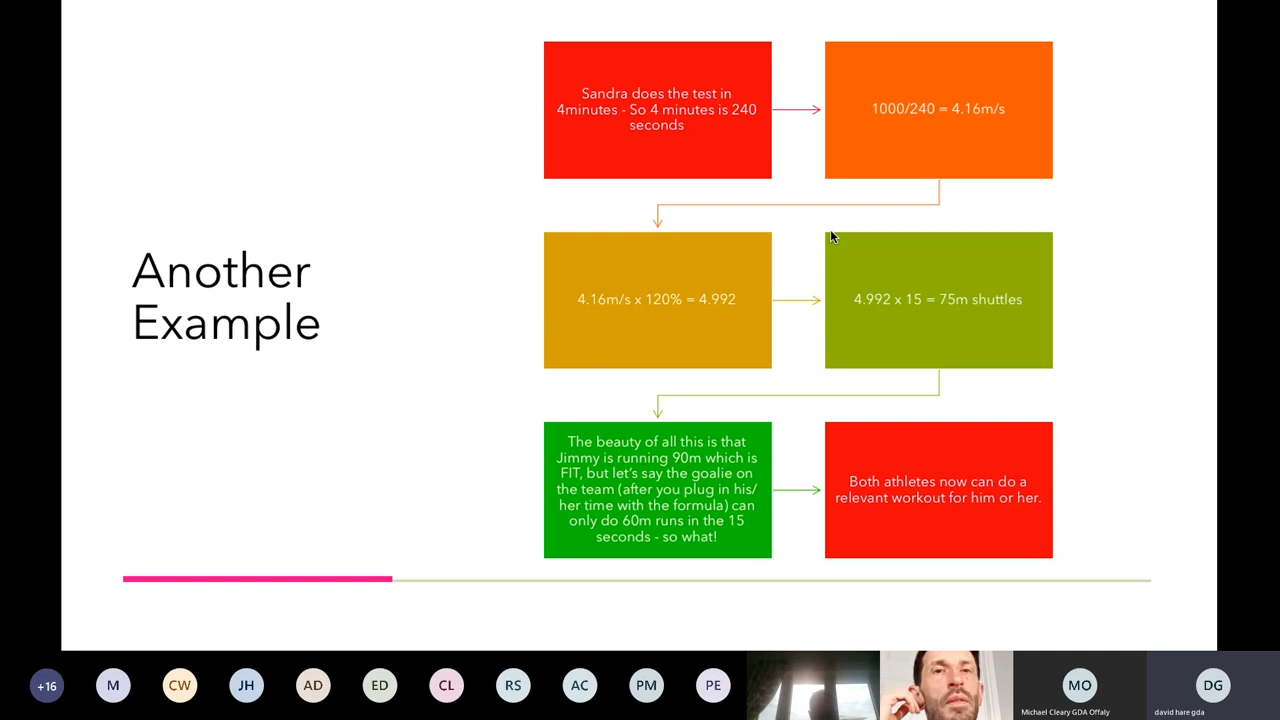 Another
Example
Sandra does the test in
4minutes - So 4 minutes is 240
seconds
1000/240 = 4.16m/s
4.16m/s x 120% = 4.992
4.992 x 15 = 75m shuttles
The beauty of all this is that
Jimmy is running 90m which is
FIT, but let's say the goalie on
the team (after you plug in his/
her time with the formula) can
only do 60m runs in the 15
seconds - so what!
Both athletes now can do a
relevant workout for him or her.
+16
M
CW
JH
AD
ED
CL
RS
AC
PM
PE
MO
Michael Cleary GDA Offaly
DG
david hare gda